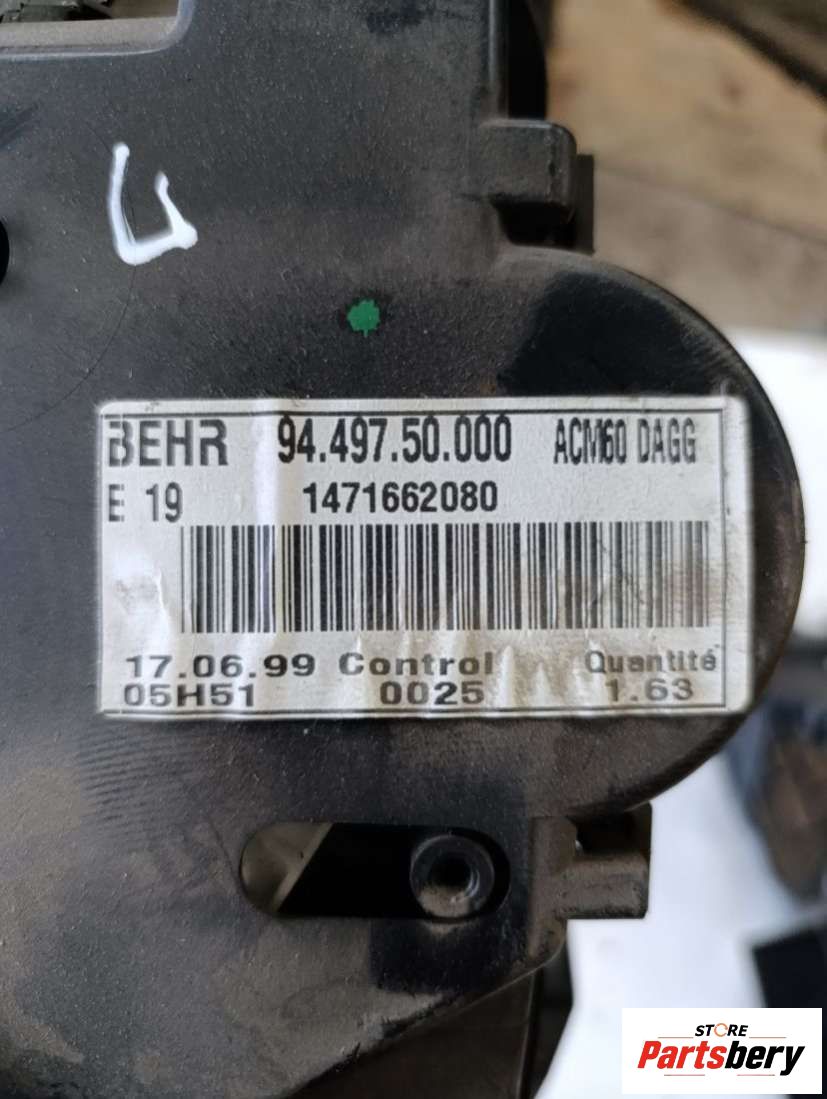 BEHR 94.497.50.000 ACM60 DAGG
E 19 1471662080
17.06.99 Control Quantité
05H51 0025 1.63
STORE
Partsbery